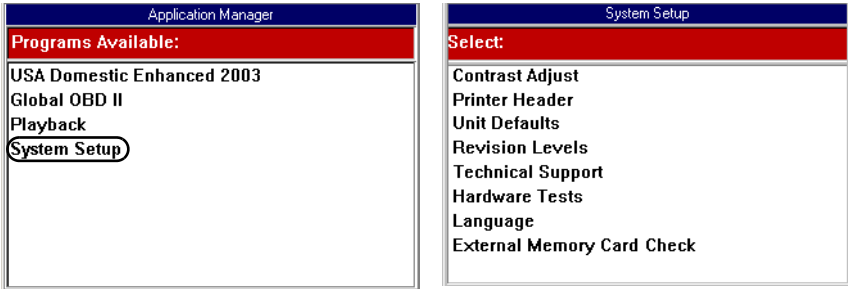 Application Manager
Programs Available:
USA Domestic Enhanced 2003
Global OBD II
Playback
System Setup
System Setup
Select:
Contrast Adjust
Printer Header
Unit Defaults
Revision Levels
Technical Support
Hardware Tests
Language
External Memory Card Check